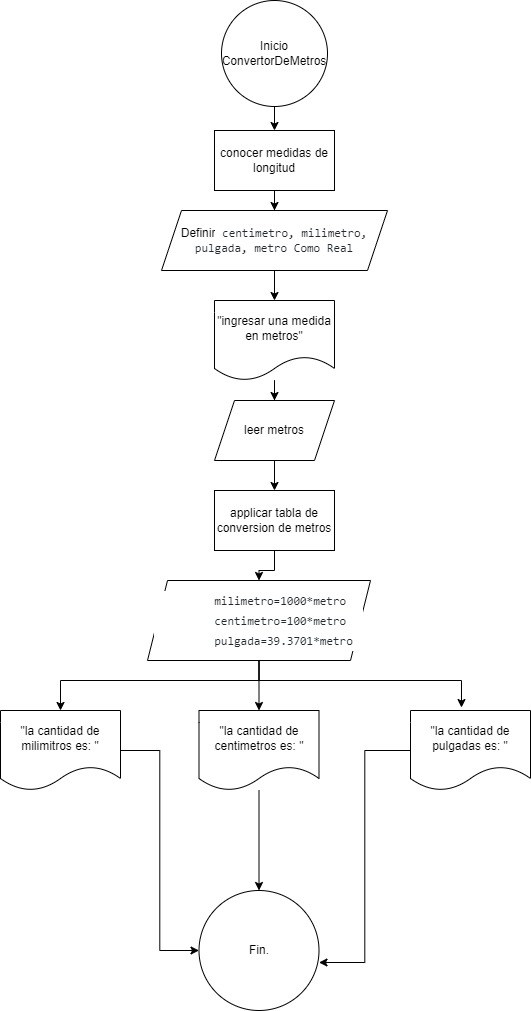 Inicio
ConvertorDeMetros
conocer medidas de
longitud
Definir centimetro, milimetro,
pulgada, metro Como Real
"ingresar una medida
en metros"
leer metros
applicar tabla de
conversion de metros
milimetro=1000*metro
centimetro=100*metro
pulgada=39.3701*metro
"la cantidad de
milimitros es: "
"la cantidad de
centimetros es: "
"la cantidad de
pulgadas es: "
Fin.